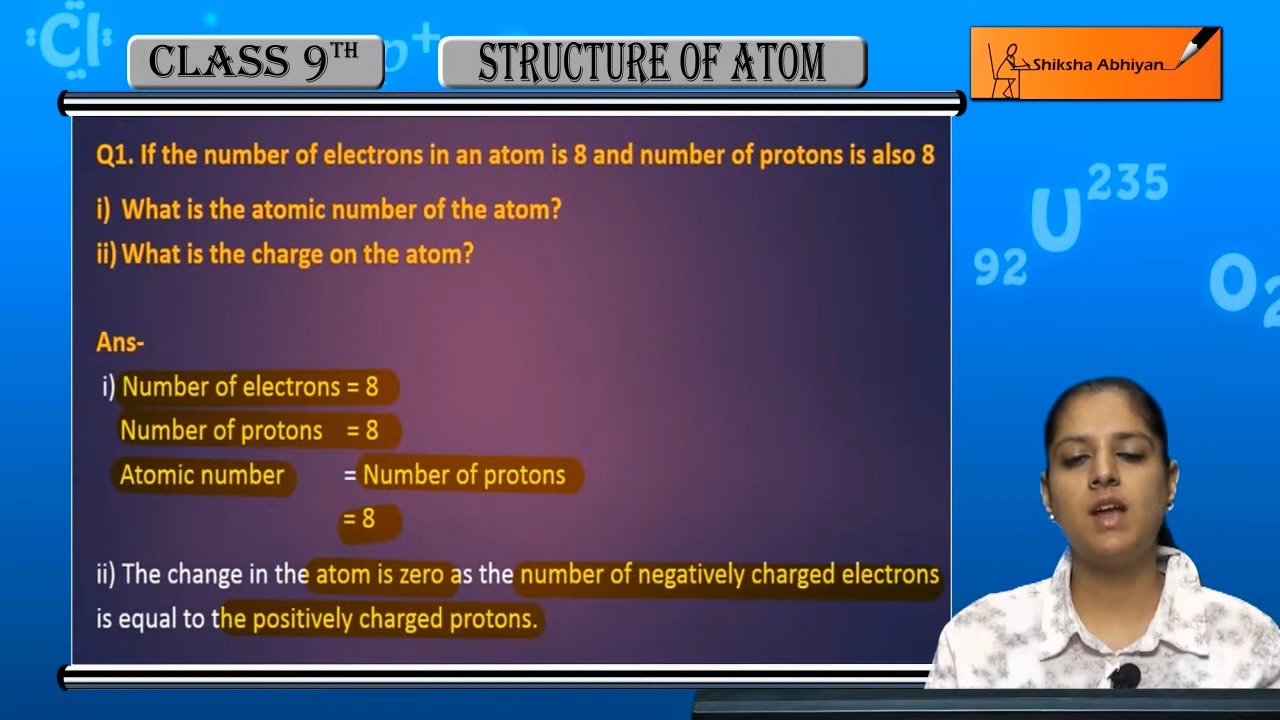 :Çl:
p+
CLASS 9TH
STRUCTURE OF ATOM
Shiksha Abhiyan
Q1. If the number of electrons in an atom is 8 and number of protons is also 8
i) What is the atomic number of the atom?
ii) What is the charge on the atom?
Ans-
i) Number of electrons = 8
Number of protons = 8
Atomic number = Number of protons
= 8
ii) The change in the atom is zero as the number of negatively charged electrons
is equal to the positively charged protons.
U235
92
O2